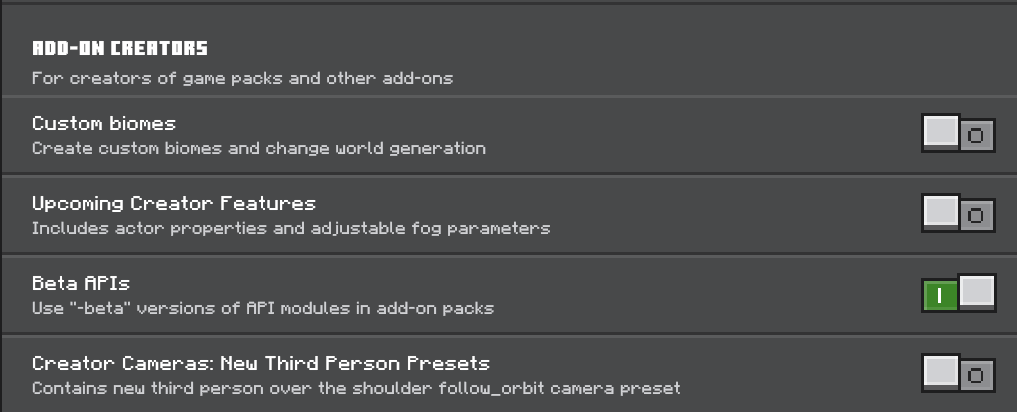 ADD-ON CREATORS
For creators of game packs and other add-ons
Custom biomes
Create custom biomes and change world generation
Upcoming Creator Features
Includes actor properties and adjustable fog parameters
Beta APIs
Use "-beta" versions of API modules in add-on packs
Creator Cameras: New Third Person Presets
Contains new third person over the shoulder follow_orbit camera preset